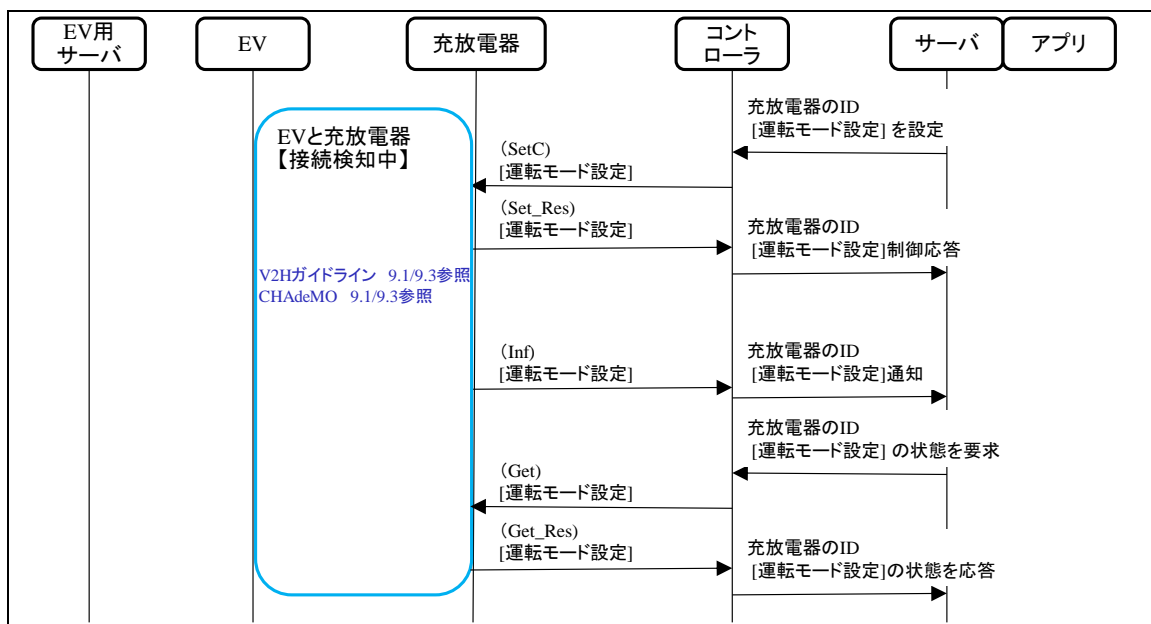 EV用
サーバ
EV
充放電器
コント
ローラ
サーバ
アプリ
EVと充放電器
【接続検知中】
充放電器のID
[運転モード設定] を設定
(SetC)
[運転モード設定]
(Set_Res)
[運転モード設定]
充放電器のID
[運転モード設定]制御応答
V2Hガイドライン 9.1/9.3参照
CHAdeMO 9.1/9.3参照
(Inf)
[運転モード設定]
充放電器のID
[運転モード設定]通知
充放電器のID
[運転モード設定] の状態を要求
(Get)
[運転モード設定]
(Get_Res)
[運転モード設定]
充放電器のID
[運転モード設定]の状態を応答